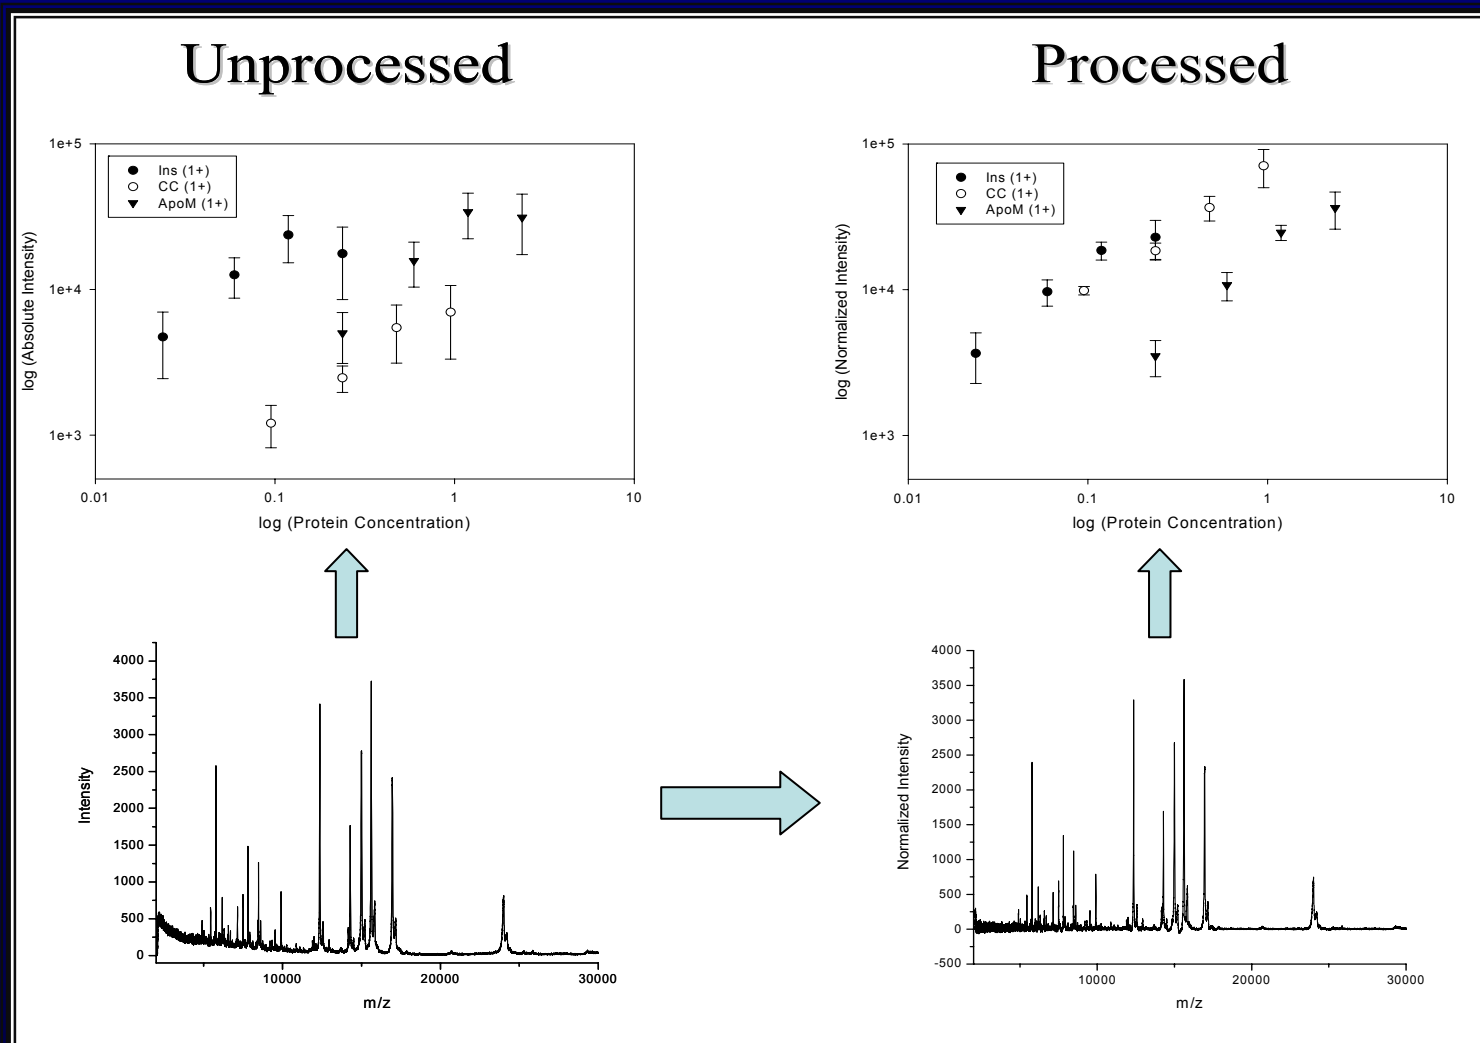 Unprocessed
Processed
1e+5
1e+4
1e+3
0.01
0.1
1
10
log (Absolute Intensity)
log (Protein Concentration)
Ins (1+)
CC (1+)
ApoM (1+)
1e+5
1e+4
1e+3
0.01
0.1
1
10
log (Normalized Intensity)
log (Protein Concentration)
Ins (1+)
CC (1+)
ApoM (1+)
4000
3500
3000
2500
2000
1500
1000
500
0
10000
20000
30000
Intensity
m/z
4000
3500
3000
2500
2000
1500
1000
500
0
-500
10000
20000
30000
Normalized Intensity
m/z